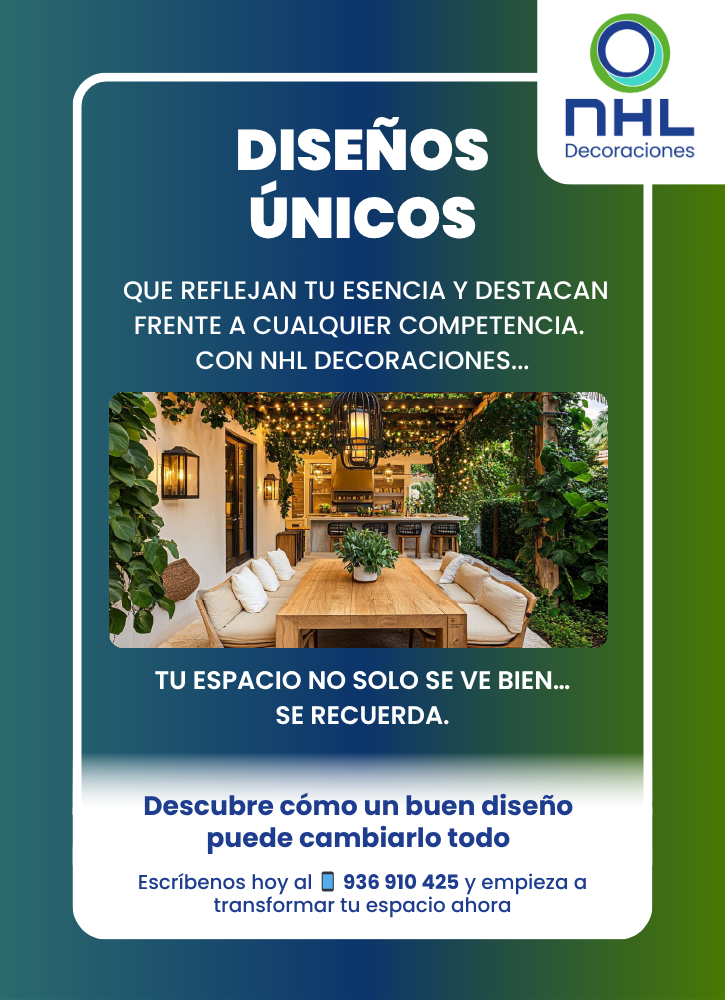 NHL
Decoraciones
DISEÑOS
ÚNICOS
QUE REFLEJAN TU ESENCIA Y DESTACAN
FRENTE A CUALQUIER COMPETENCIA.
CON NHL DECORACIONES...
TU ESPACIO NO SOLO SE VE BIEN...
SE RECUERDA.
Descubre cómo un buen diseño
puede cambiarlo todo
Escríbenos hoy al 📱 936 910 425 y empieza a
transformar tu espacio ahora